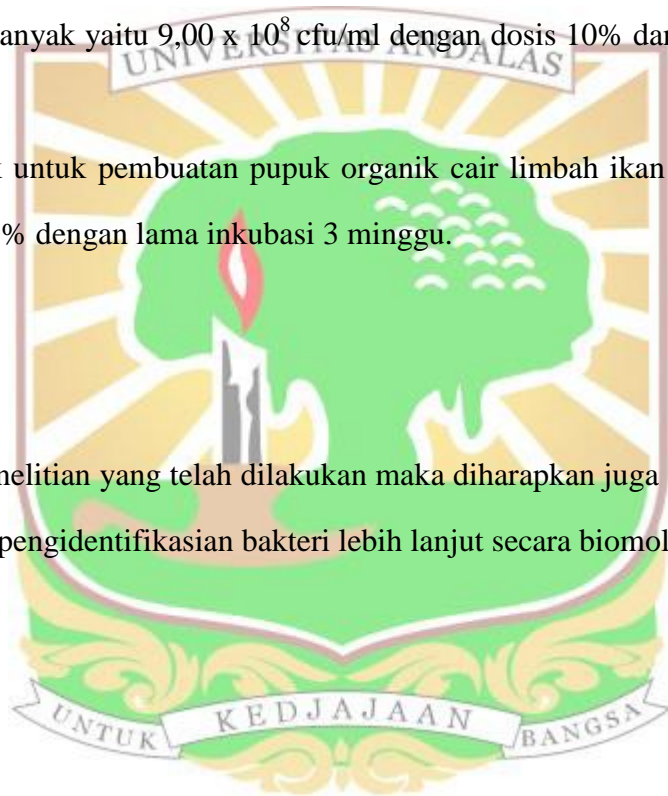 anyak yaitu 9,00 x 10⁸ cfu/ml dengan dosis 10% dar
UNIVERSITAS ANDALAS
untuk pembuatan pupuk organik cair limbah ikan
% dengan lama inkubasi 3 minggu.
nelitian yang telah dilakukan maka diharapkan juga
pengidentifikasian bakteri lebih lanjut secara biomol
UNTUK KEDJAJAAN BANGSA